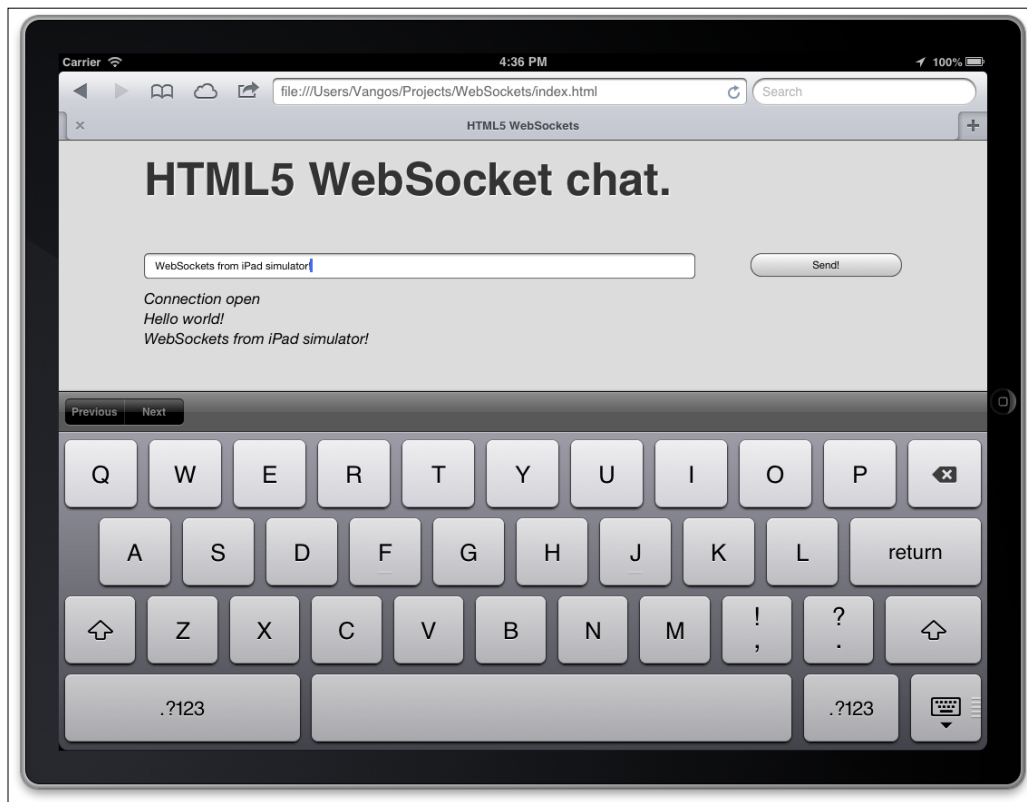 Carrier 4:36 PM 100%
file:///Users/Vangos/Projects/WebSockets/index.html Search
HTML5 WebSockets
HTML5 WebSocket chat.
WebSockets from iPad simulator! Send!
Connection open
Hello world!
WebSockets from iPad simulator!
Previous Next
Q W E R T Y U I O P
A S D F G H J K L return
Z X C V B N M ! , ? .
.?123 .?123